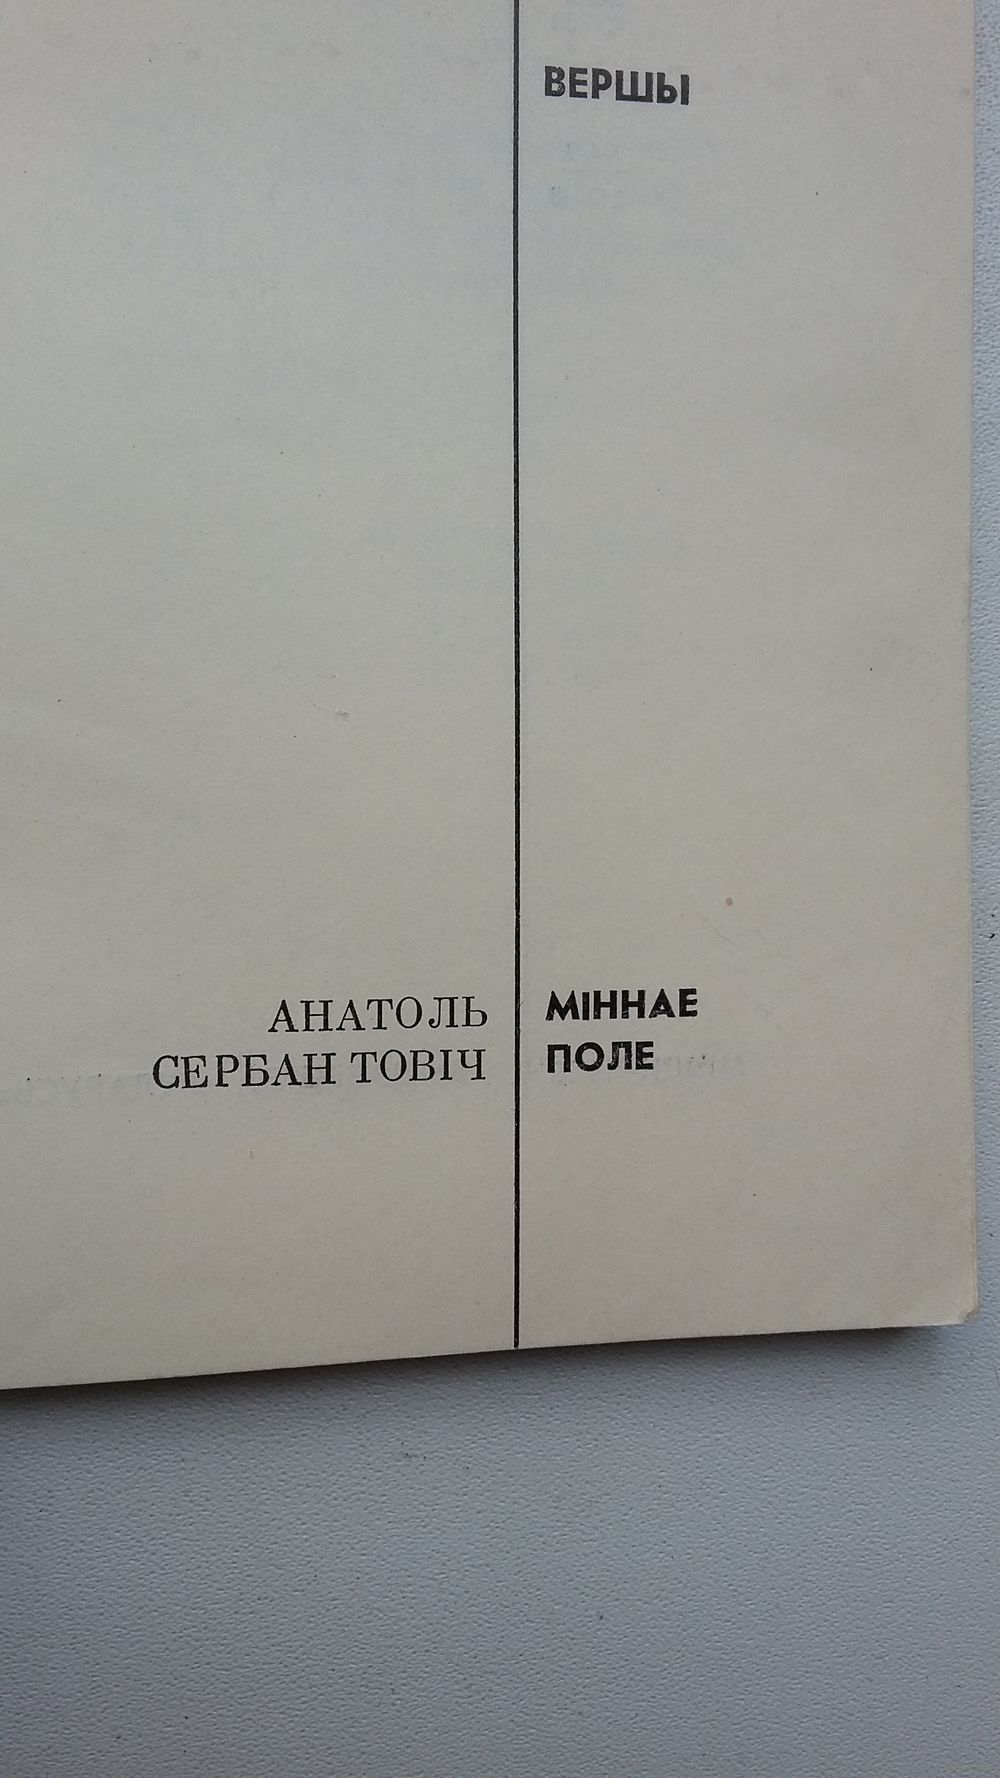 ВЕРШЫ
АНАТОЛЬ
СЕРБАН ТОВІЧ
МІННАЕ
ПОЛЕ